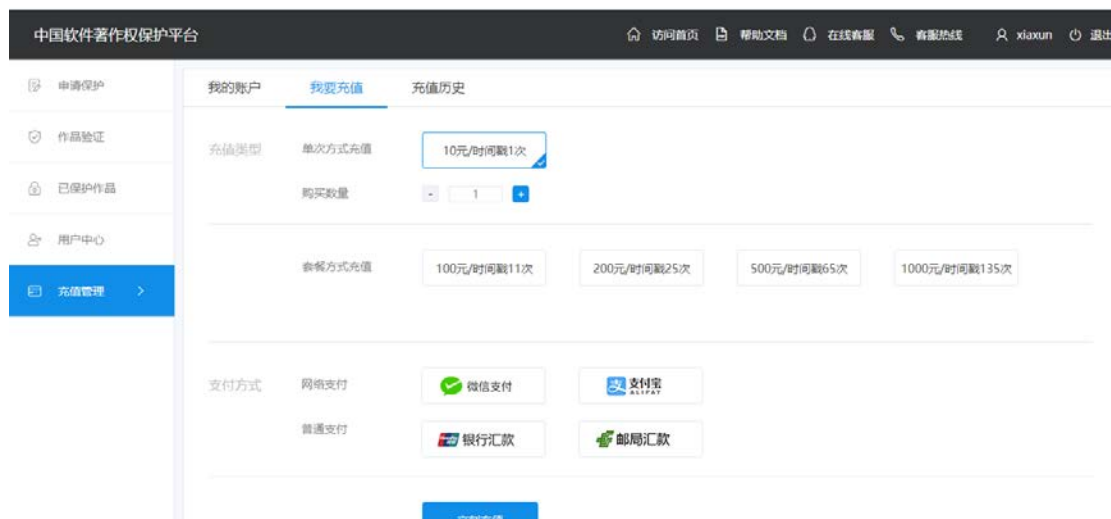 中国软件著作权保护平台 访问首页 帮助文档 在线客服 客服热线 xiaxun 退出
申请保护
作品验证
已保护作品
用户中心
充值管理
我的账户 我要充值 充值历史
充值类型 单次方式充值 10元/时间戳1次
购买数量 - 1 +
套餐方式充值 100元/时间戳11次 200元/时间戳25次 500元/时间戳65次 1000元/时间戳135次
支付方式 网络支付 微信支付 支付宝 ALIPAY
普通支付 银行汇款 邮局汇款